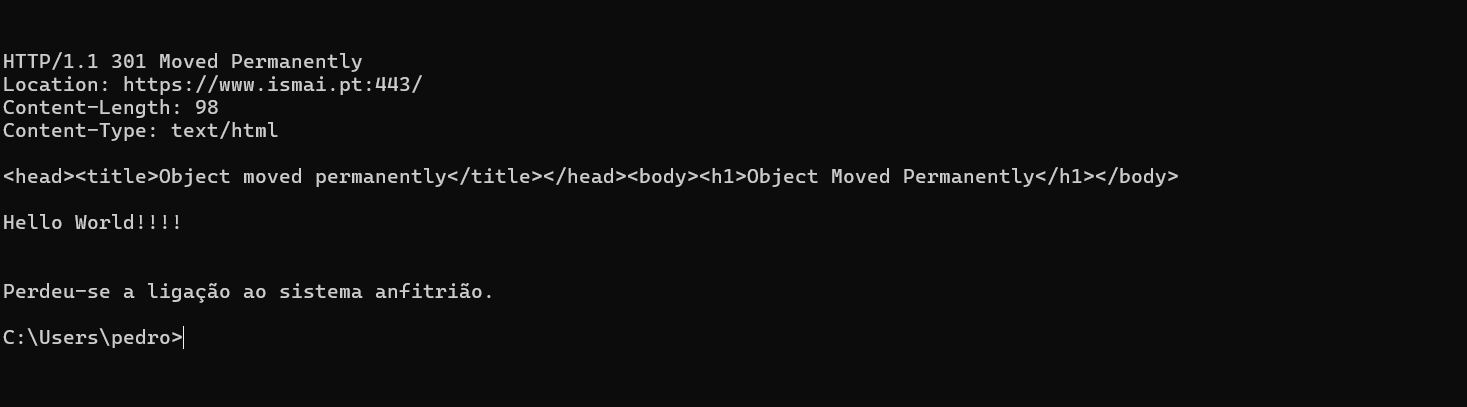 HTTP/1.1 301 Moved Permanently
Location: https://www.ismai.pt:443/
Content-Length: 98
Content-Type: text/html
<head><title>Object moved permanently</title></head><body><h1>Object Moved Permanently</h1></body>
Hello World!!!!
Perdeu-se a ligação ao sistema anfitrião.
C:\Users\pedro>